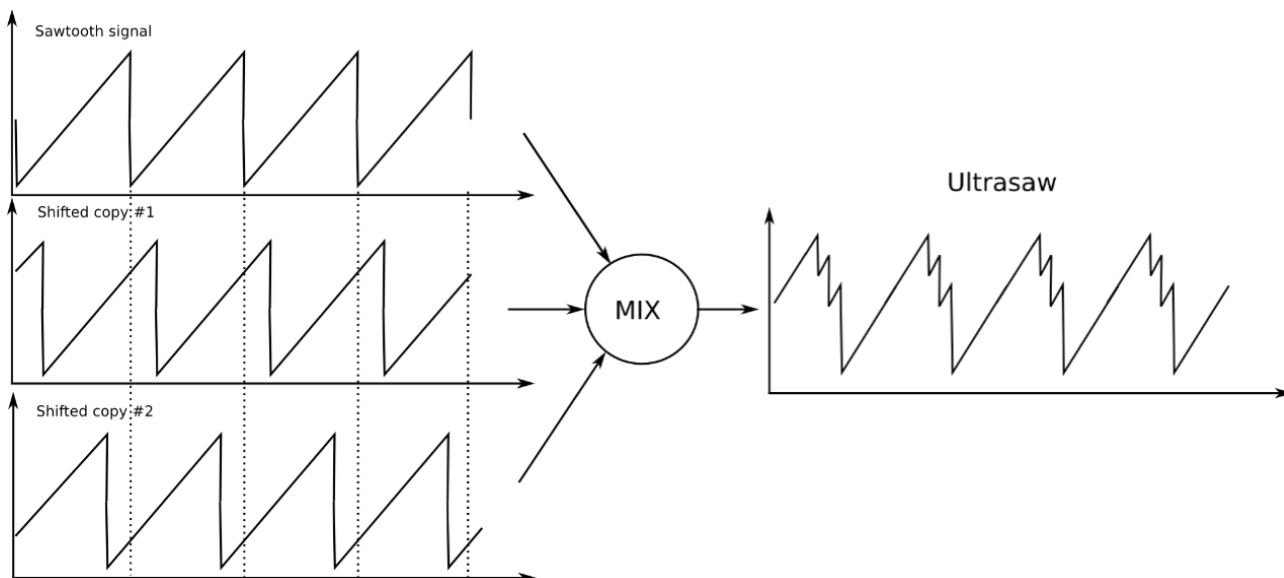 Sawtooth signal
Shifted copy #1
Shifted copy #2
MIX
Ultrasaw